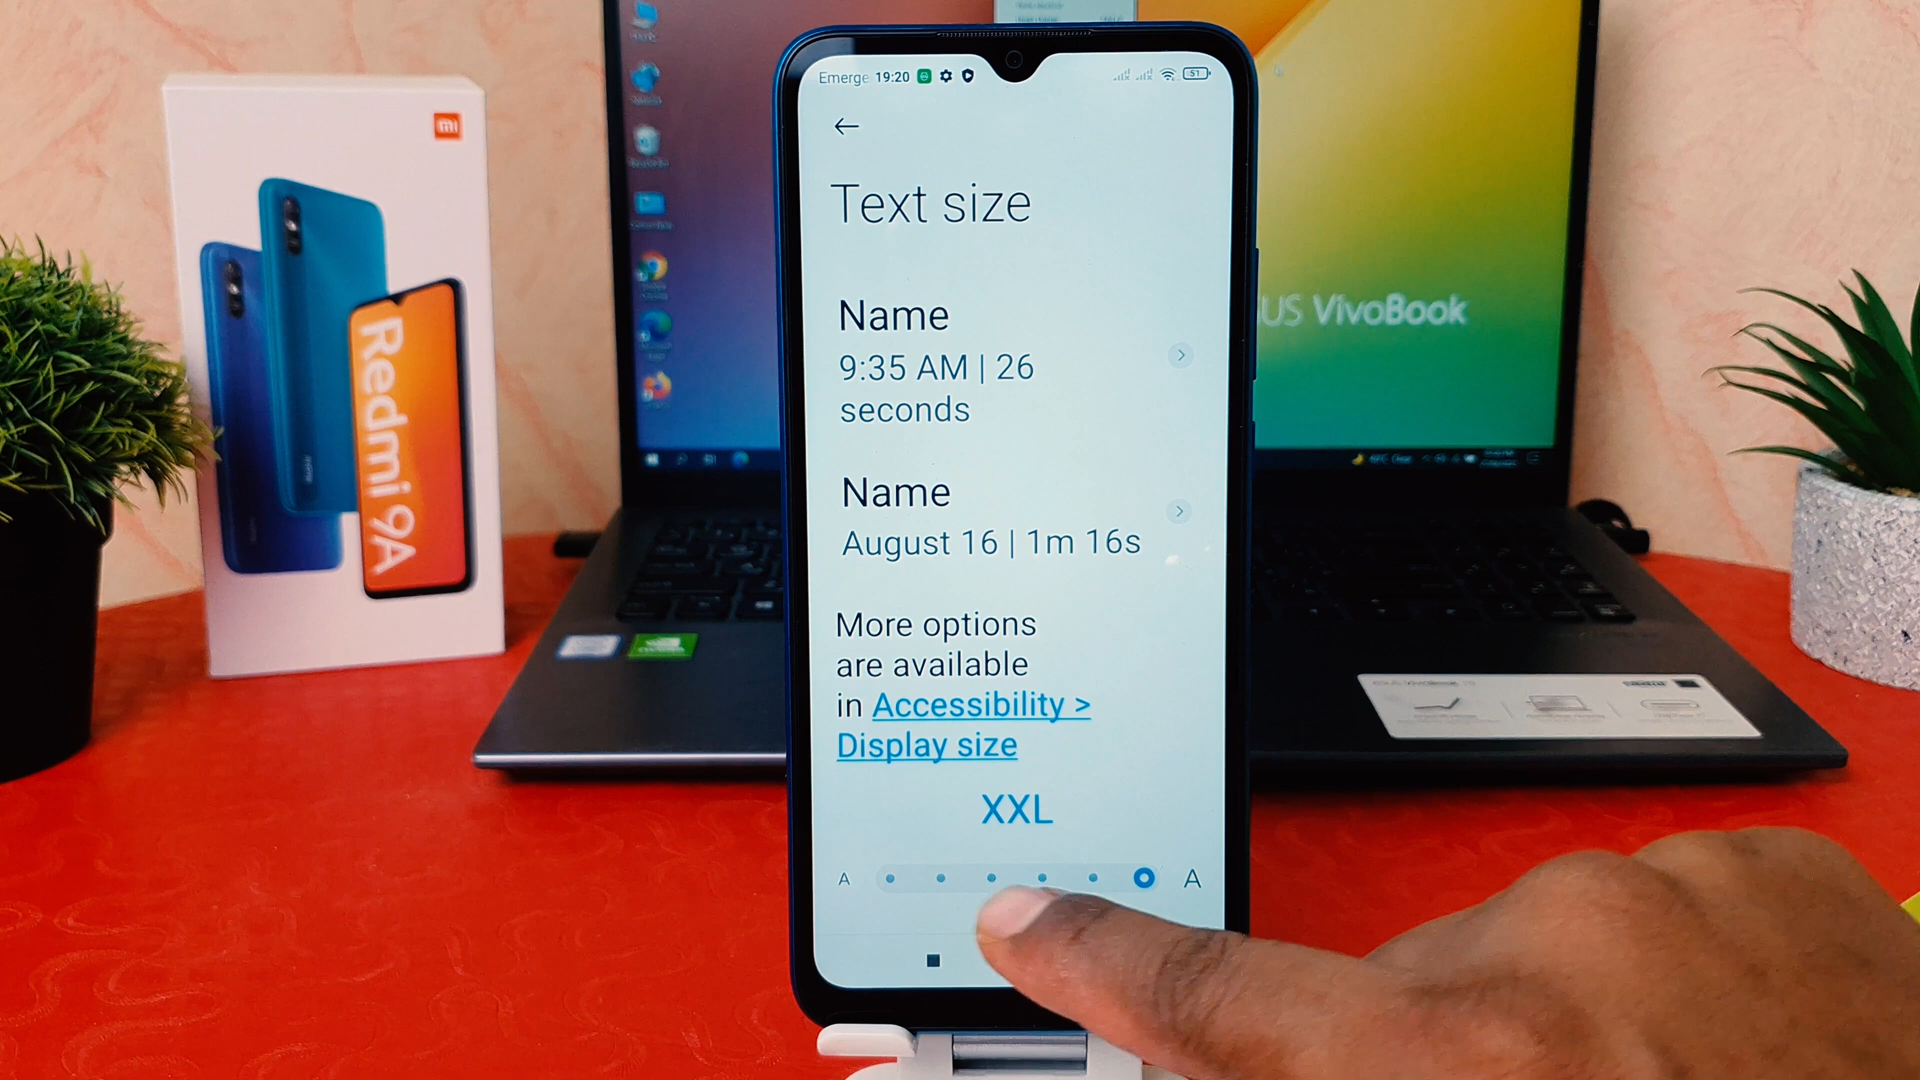 Emerge 19:20
51
Text size
Name
9:35 AM | 26
seconds
Name
August 16 | 1m 16s
More options
are available
in Accessibility >
Display size
XXL
A
A
mi
Redmi 9A
US VivoBook